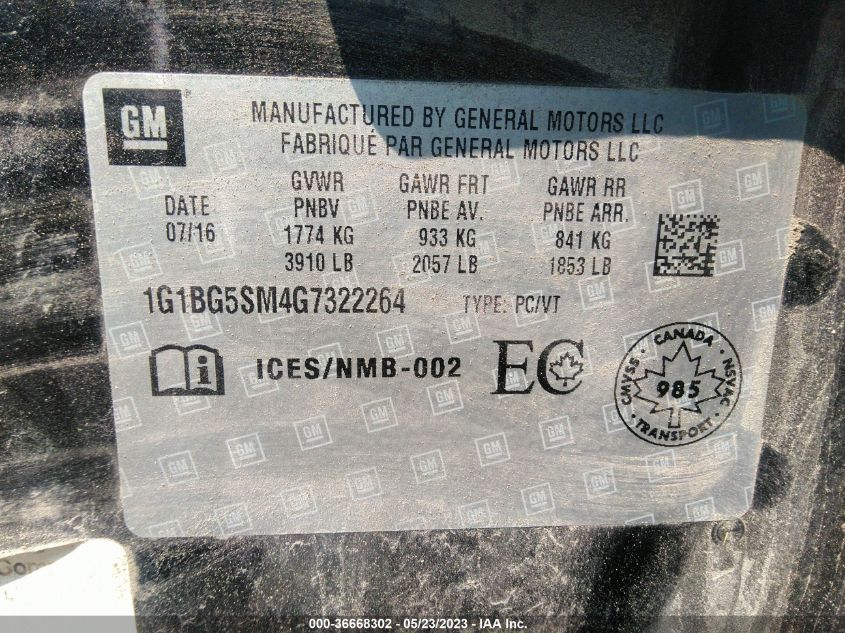 GM
MANUFACTURED BY GENERAL MOTORS LLC
FABRIQUÉ PAR GENERAL MOTORS LLC
DATE
07/16
GVWR
PNBV
1774 KG
3910 LB
GAWR FRT
PNBE AV.
933 KG
2057 LB
GAWR RR
PNBE ARR.
841 KG
1853 LB
1G1BG5SM4G7322264 TYPE: PC/VT
i ICES/NMB-002 EC
CANADA
CMVSS 985 NSVAC
TRANSPORT
000-36668302 - 05/23/2023 - IAA Inc.